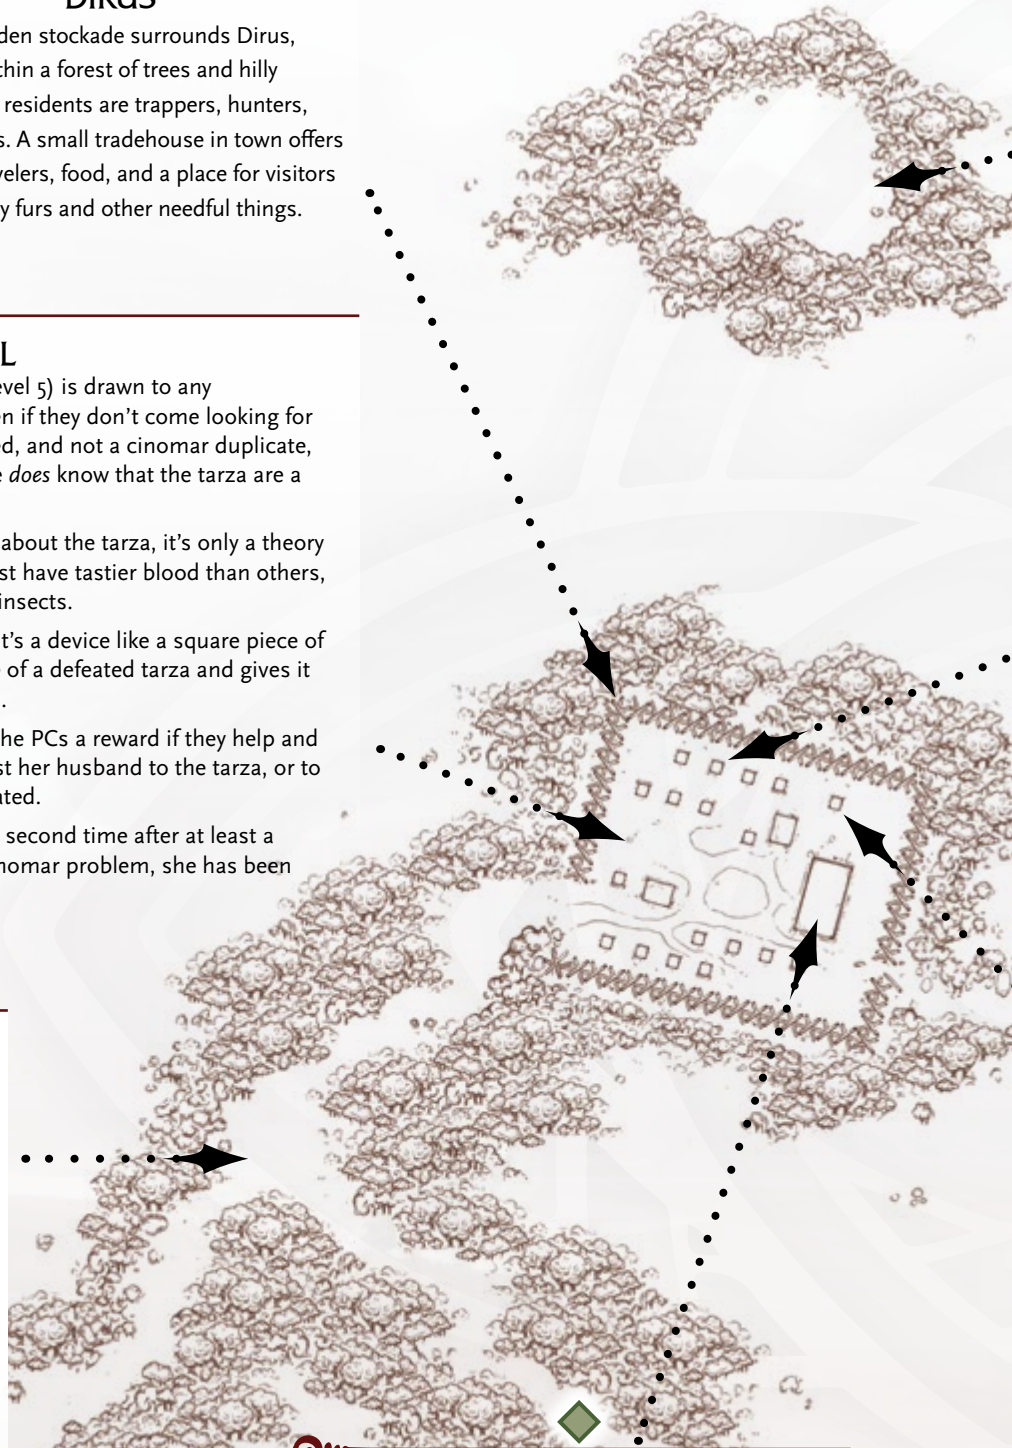 Dirus
den stockade surrounds Dirus,
thin a forest of trees and hilly
residents are trappers, hunters,
s. A small tradehouse in town offers
velers, food, and a place for visitors
y furs and other needful things.
L
evel 5) is drawn to any
en if they don't come looking for
ed, and not a cinomar duplicate,
e does know that the tarza are a
about the tarza, it's only a theory
st have tastier blood than others,
insects.
t's a device like a square piece of
e of a defeated tarza and gives it
.
he PCs a reward if they help and
st her husband to the tarza, or to
ated.
second time after at least a
nomar problem, she has been